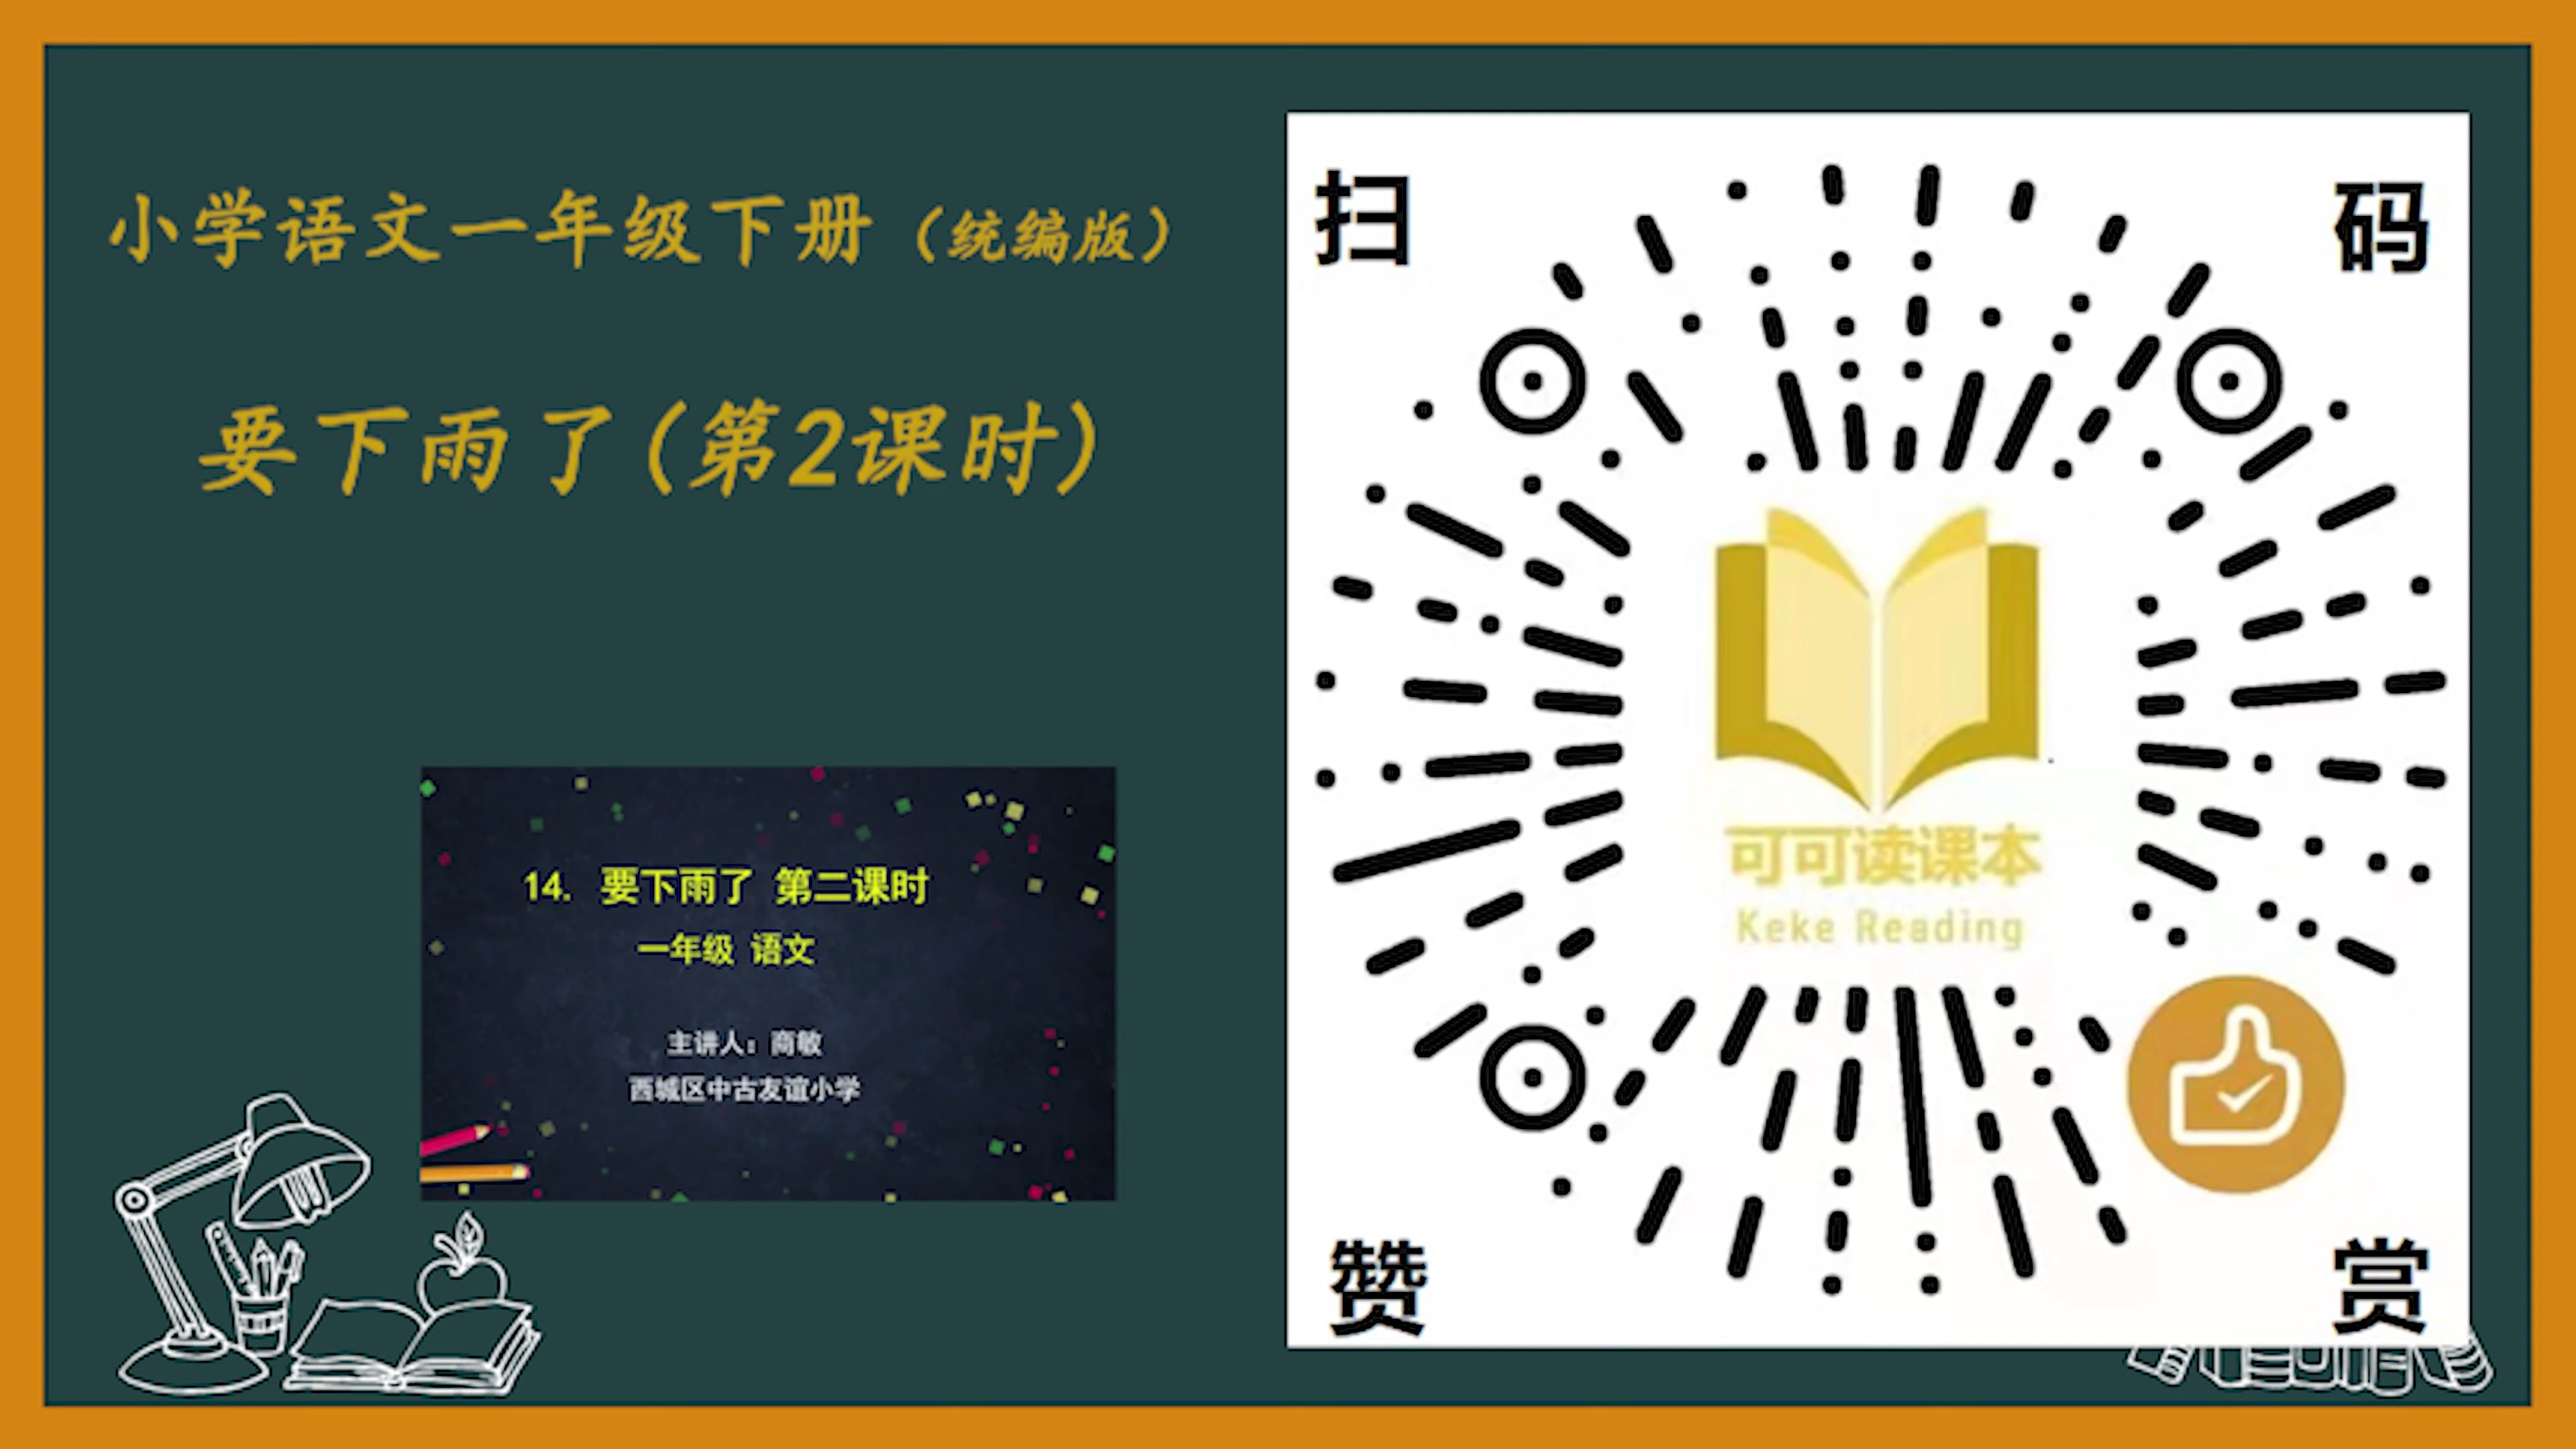 小学语文一年级下册（统编版）
要下雨了(第2课时)
14. 要下雨了 第二课时
一年级 语文
主讲人：商敏
西城区中古友谊小学
扫码
可可读课本
Keke Reading
赞赏